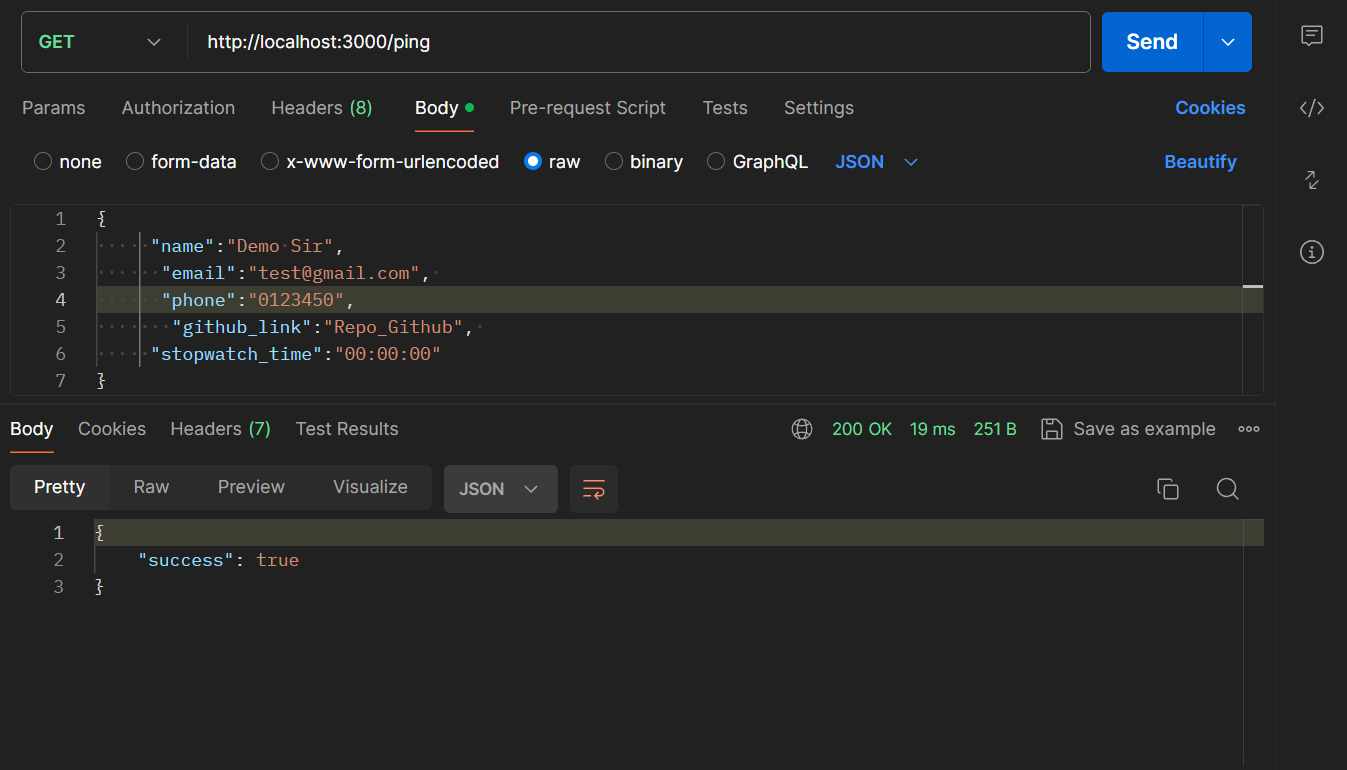 GET http://localhost:3000/ping Send
Params Authorization Headers (8) Body Pre-request Script Tests Settings Cookies
none form-data x-www-form-urlencoded raw binary GraphQL JSON Beautify
1 {
2 "name":"Demo Sir",
3 "email":"test@gmail.com",
4 "phone":"0123450",
5 "github_link":"Repo_Github",
6 "stopwatch_time":"00:00:00"
7 }
Body Cookies Headers (7) Test Results 200 OK 19 ms 251 B Save as example
Pretty Raw Preview Visualize JSON
1 {
2 "success": true
3 }